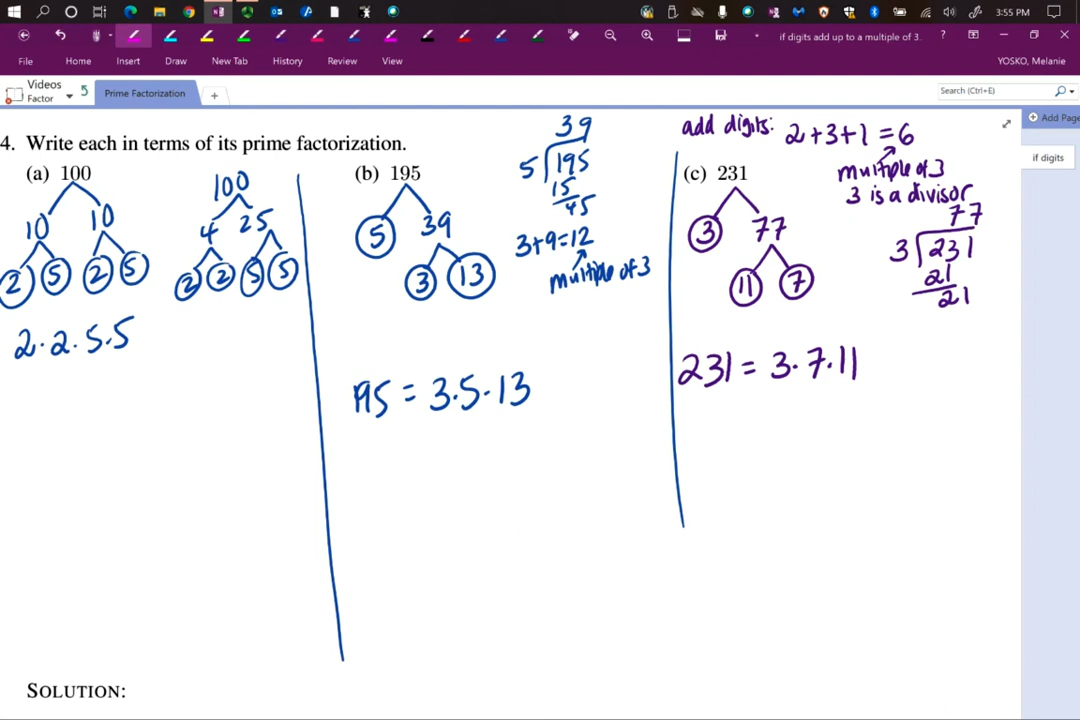 3:55 PM
if digits add up to a multiple of 3.
?
File
Home
Insert
Draw
New Tab
History
Review
View
YOSKO, Melanie
Videos
Factor
Prime Factorization
Search (Ctrl+E)
Add Page
if digits
4. Write each in terms of its prime factorization.
(a) 100
10 10
2 5 2 5
2·2·5·5
100
4 25
2 2 5 5
(b) 195
5 39
3 13
39
5 195
15
45
3+9=12
multiple of 3
195 = 3·5·13
(c) 231
3 77
11 7
add digits: 2+3+1=6
multiple of 3
3 is a divisor
77
3 231
21
21
231 = 3·7·11
SOLUTION: